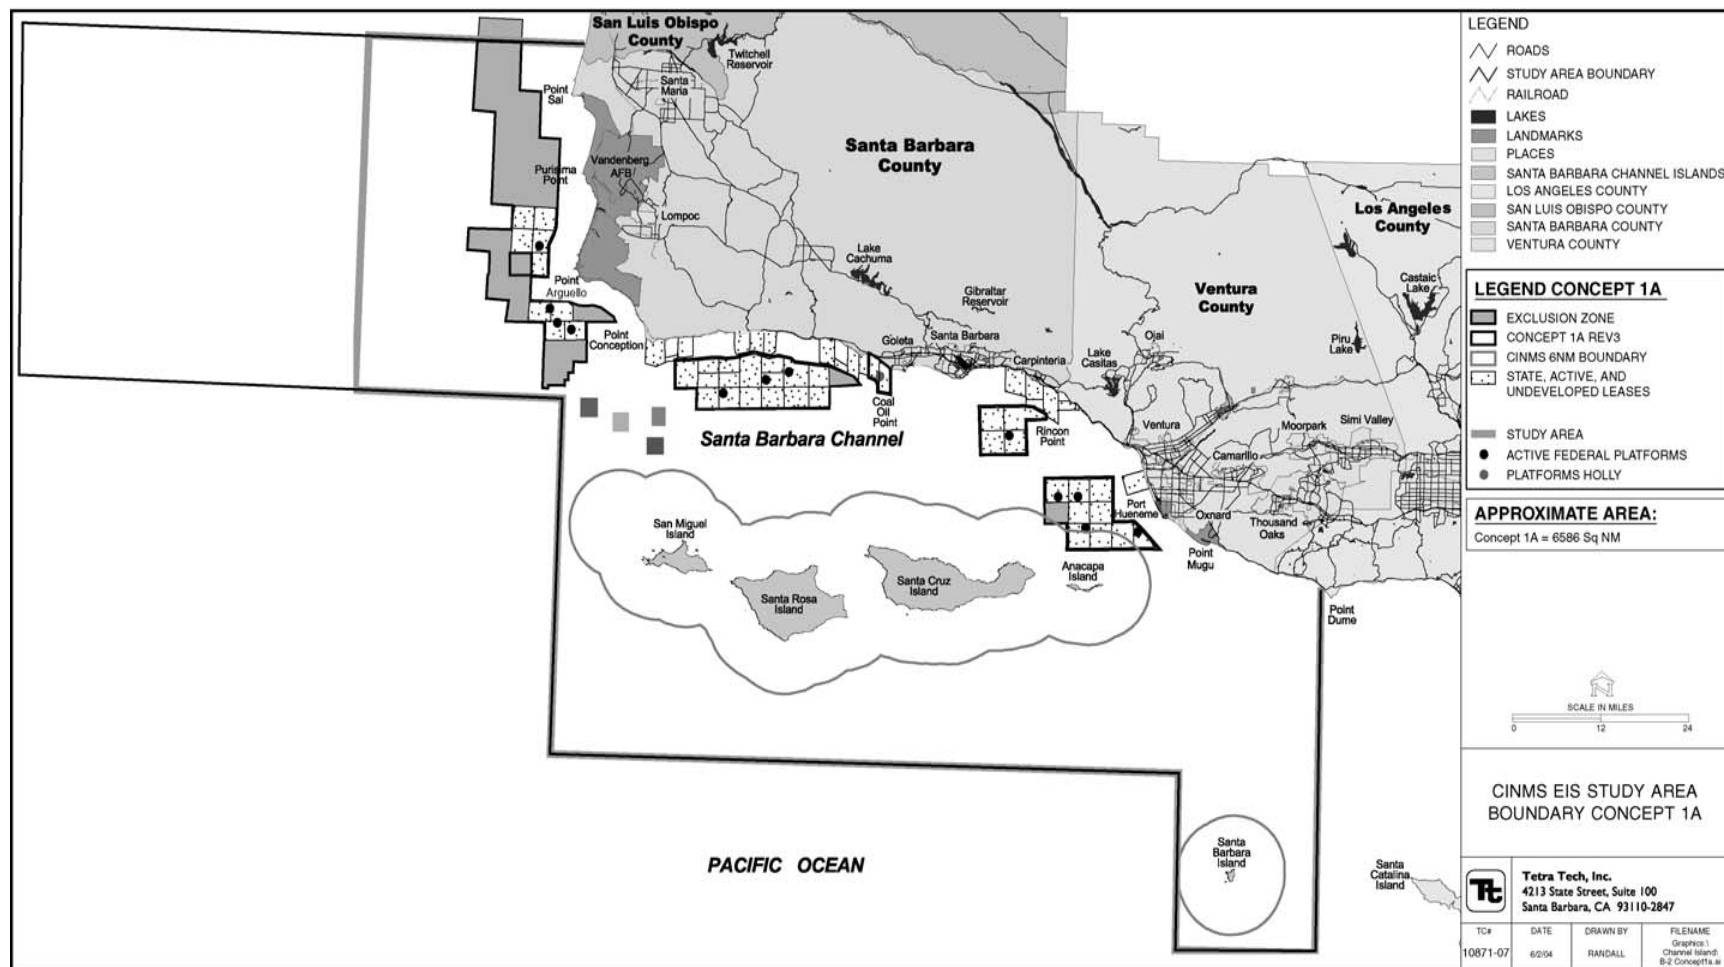 San Luis Obispo
County
Twitchell
Reservoir
Santa
Maria
Point
Sal
Vandenberg
AFB
Purisima
Point
Lompoc
Santa Barbara
County
Lake
Cachuma
Gibraltar
Reservoir
Point
Arguello
Point
Conception
Goleta
Santa Barbara
Carpinteria
Lake
Casitas
Ojai
Ventura
County
Los Angeles
County
Castaic
Lake
Piru
Lake
Coal
Oil
Point
Santa Barbara Channel
Rincon
Point
Ventura
Moorpark
Simi Valley
Camarillo
Port
Hueneme
Oxnard
Thousand
Oaks
Point
Mugu
Point
Dume
San Miguel
Island
Santa Rosa
Island
Santa Cruz
Island
Anacapa
Island
PACIFIC OCEAN
Santa
Barbara
Island
Santa
Catalina
Island
LEGEND
ROADS
STUDY AREA BOUNDARY
RAILROAD
LAKES
LANDMARKS
PLACES
SANTA BARBARA CHANNEL ISLANDS
LOS ANGELES COUNTY
SAN LUIS OBISPO COUNTY
SANTA BARBARA COUNTY
VENTURA COUNTY
LEGEND CONCEPT 1A
EXCLUSION ZONE
CONCEPT 1A REV3
CINMS 6NM BOUNDARY
STATE, ACTIVE, AND
UNDEVELOPED LEASES
STUDY AREA
ACTIVE FEDERAL PLATFORMS
PLATFORMS HOLLY
APPROXIMATE AREA:
Concept 1A = 6586 Sq NM
N
SCALE IN MILES
0 12 24
CINMS EIS STUDY AREA
BOUNDARY CONCEPT 1A
Tt
Tetra Tech, Inc.
4213 State Street, Suite 100
Santa Barbara, CA 93110-2847
TC# DATE DRAWN BY FILENAME
10871-07 6/2/04 RANDALL
Graphics:\
Channel Island\
B-2 Concept1a.ai